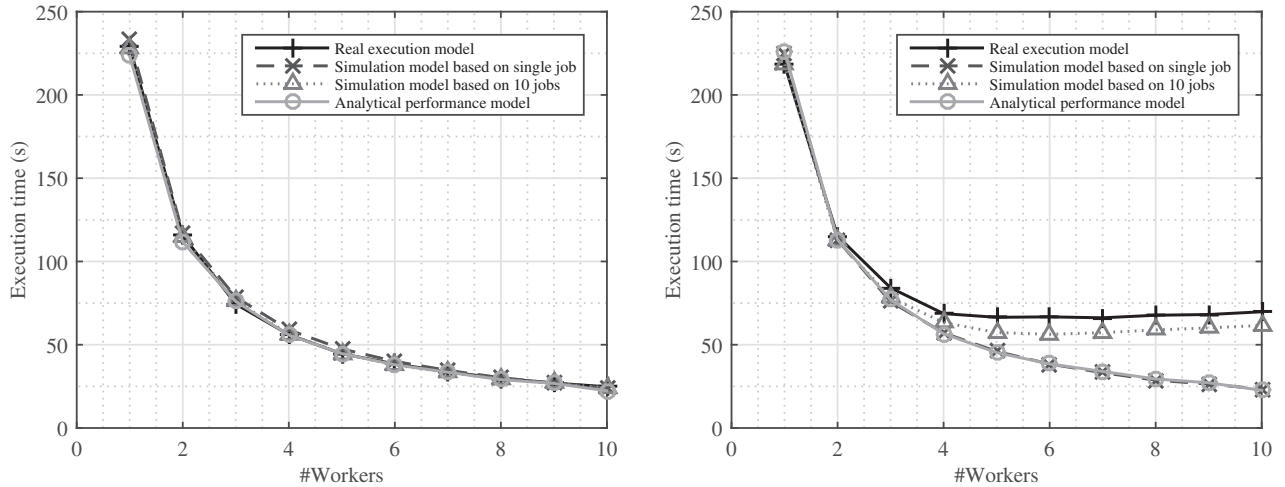 250
200
150
100
50
0
0 2 4 6 8 10
Execution time (s)
#Workers
Real execution model
Simulation model based on single job
Simulation model based on 10 jobs
Analytical performance model
250
200
150
100
50
0
0 2 4 6 8 10
Execution time (s)
#Workers
Real execution model
Simulation model based on single job
Simulation model based on 10 jobs
Analytical performance model